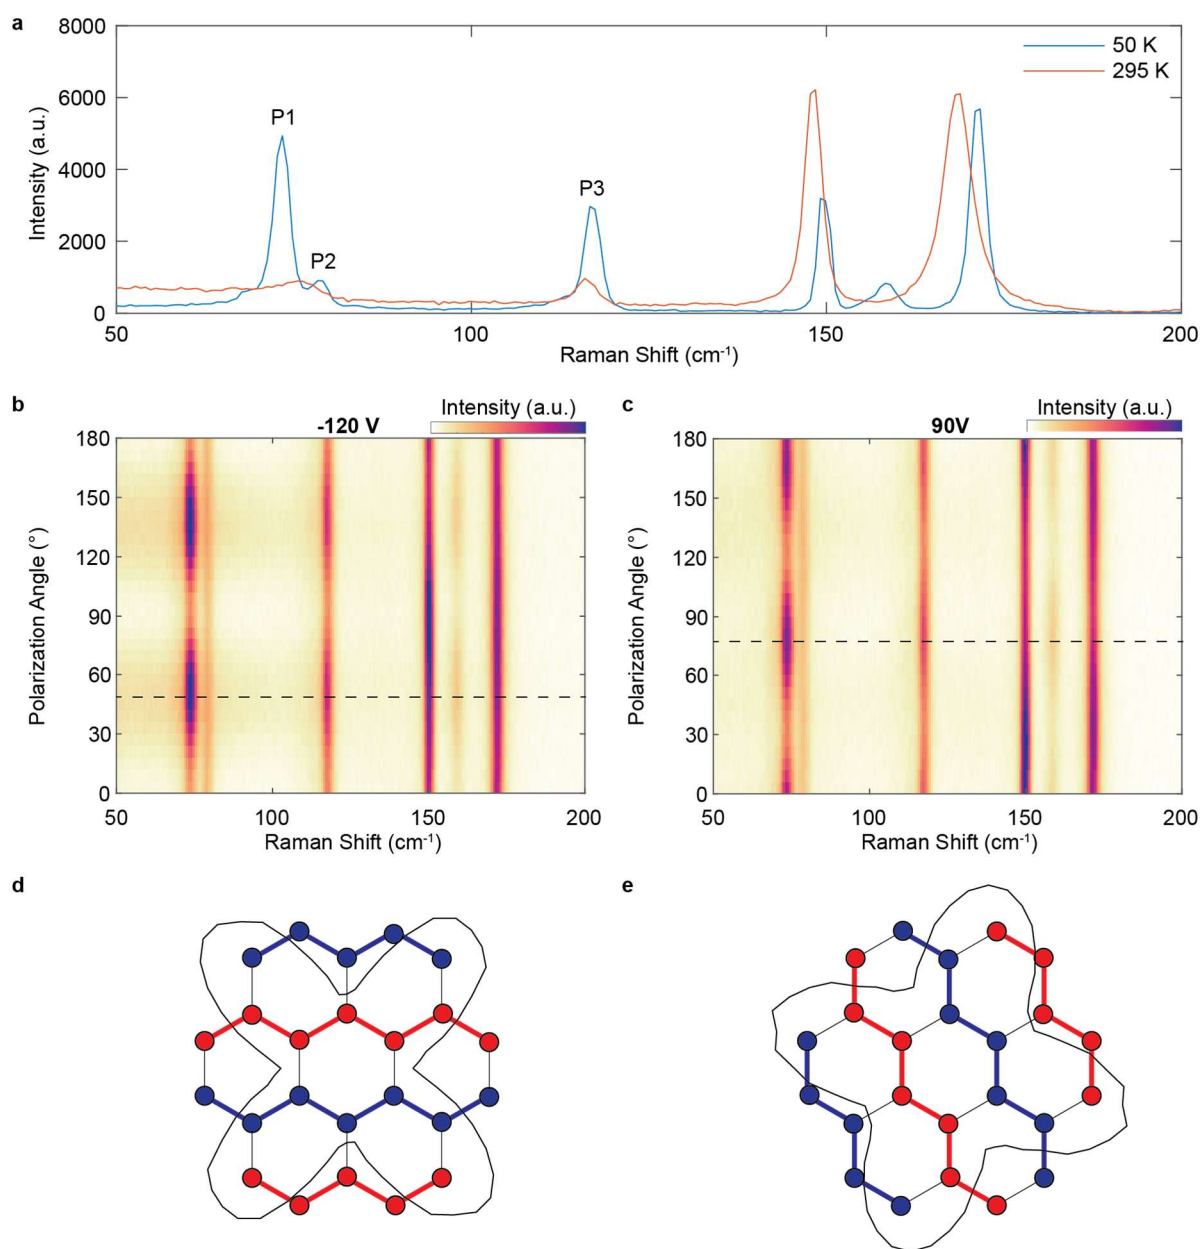 a
8000
6000
4000
2000
0
Intensity (a.u.)
P1
P2
P3
50 K
295 K
50
100
150
200
Raman Shift (cm⁻¹)
b
-120 V
Intensity (a.u.)
180
150
120
90
60
30
0
Polarization Angle (°)
50
100
150
200
Raman Shift (cm⁻¹)
c
90V
Intensity (a.u.)
180
150
120
90
60
30
0
Polarization Angle (°)
50
100
150
200
Raman Shift (cm⁻¹)
d
e